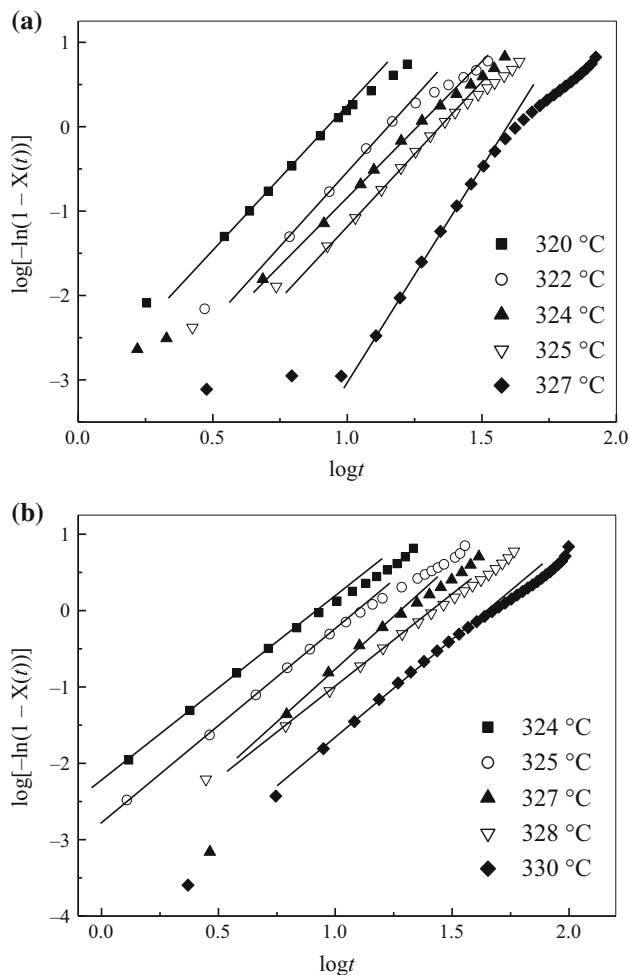 (a)
1
0
−1
−2
−3
0.0 0.5 1.0 1.5 2.0
log[−ln(1 − X(t))]
logt
320 °C
322 °C
324 °C
325 °C
327 °C
(b)
1
0
−1
−2
−3
−4
0.0 0.5 1.0 1.5 2.0
log[−ln(1 − X(t))]
logt
324 °C
325 °C
327 °C
328 °C
330 °C